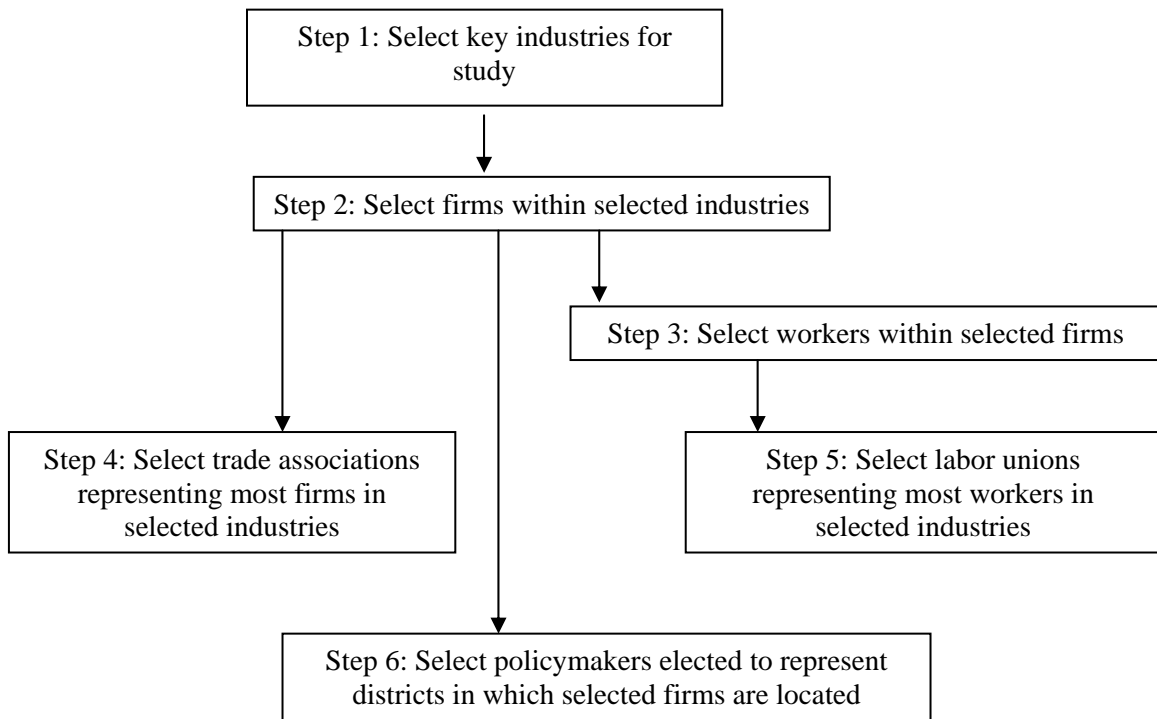 Step 1: Select key industries for
study
Step 2: Select firms within selected industries
Step 3: Select workers within selected firms
Step 4: Select trade associations
representing most firms in
selected industries
Step 5: Select labor unions
representing most workers in
selected industries
Step 6: Select policymakers elected to represent
districts in which selected firms are located